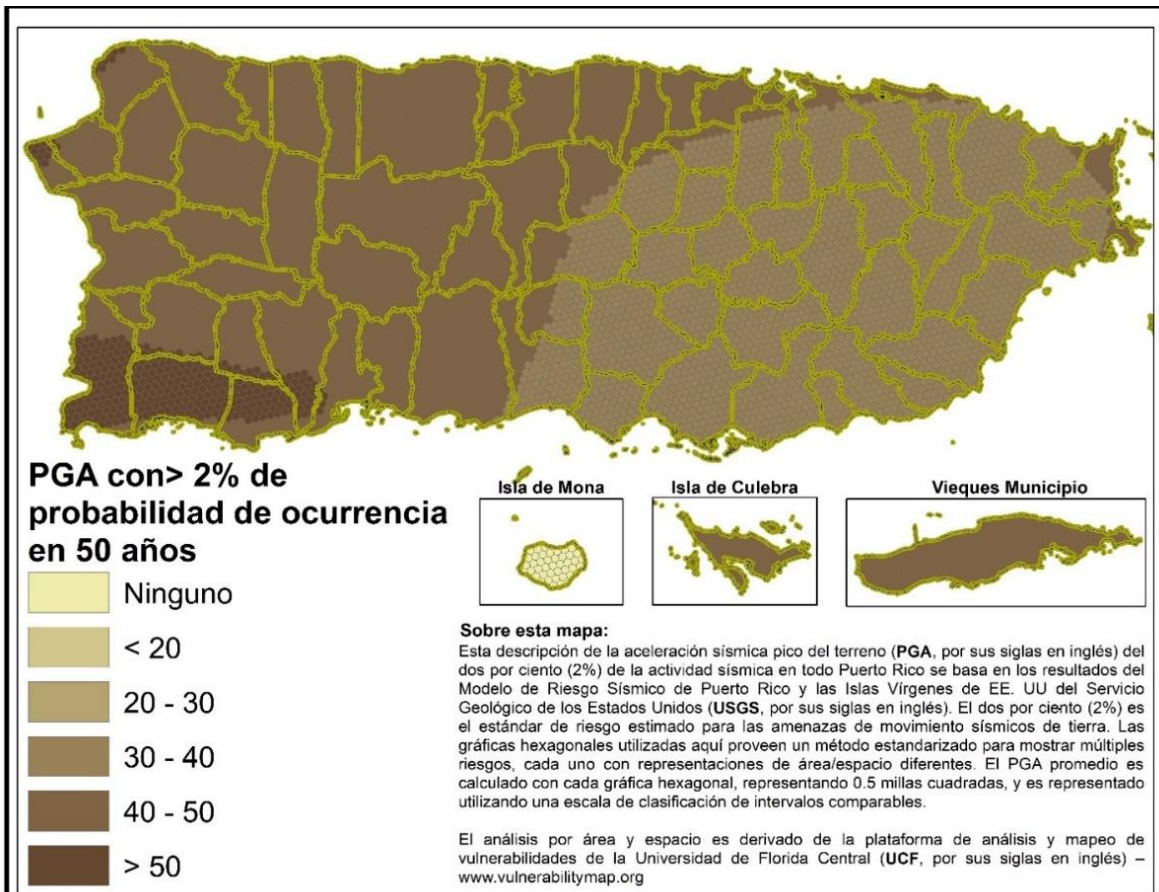 PGA con> 2% de
probabilidad de ocurrencia
en 50 años
Ninguno
< 20
20 - 30
30 - 40
40 - 50
> 50
Isla de Mona
Isla de Culebra
Vieques Municipio
Sobre esta mapa:
Esta descripción de la aceleración sísmica pico del terreno (PGA, por sus siglas en inglés) del
dos por ciento (2%) de la actividad sísmica en todo Puerto Rico se basa en los resultados del
Modelo de Riesgo Sísmico de Puerto Rico y las Islas Vírgenes de EE. UU del Servicio
Geológico de los Estados Unidos (USGS, por sus siglas en inglés). El dos por ciento (2%) es
el estándar de riesgo estimado para las amenazas de movimiento sísmicos de tierra. Las
gráficas hexagonales utilizadas aquí proveen un método estandarizado para mostrar múltiples
riesgos, cada uno con representaciones de área/espacio diferentes. El PGA promedio es
calculado con cada gráfica hexagonal, representando 0.5 millas cuadradas, y es representado
utilizando una escala de clasificación de intervalos comparables.
El análisis por área y espacio es derivado de la plataforma de análisis y mapeo de
vulnerabilidades de la Universidad de Florida Central (UCF, por sus siglas en inglés) –
www.vulnerabilitymap.org